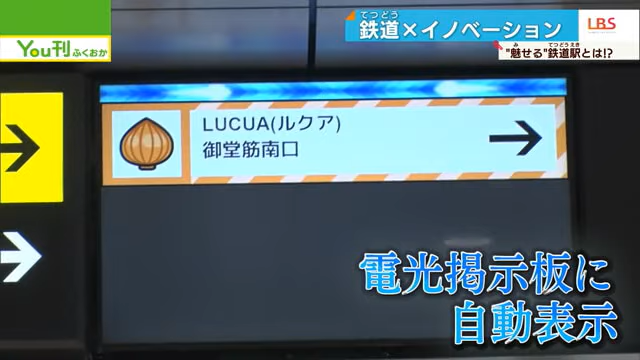 You刊ふくおか
てつどう
鉄道×イノベーション
LBS
み てつどうえき
"魅せる"鉄道駅とは!?
LUCUA(ルクア)
御堂筋南口
電光掲示板に
自動表示